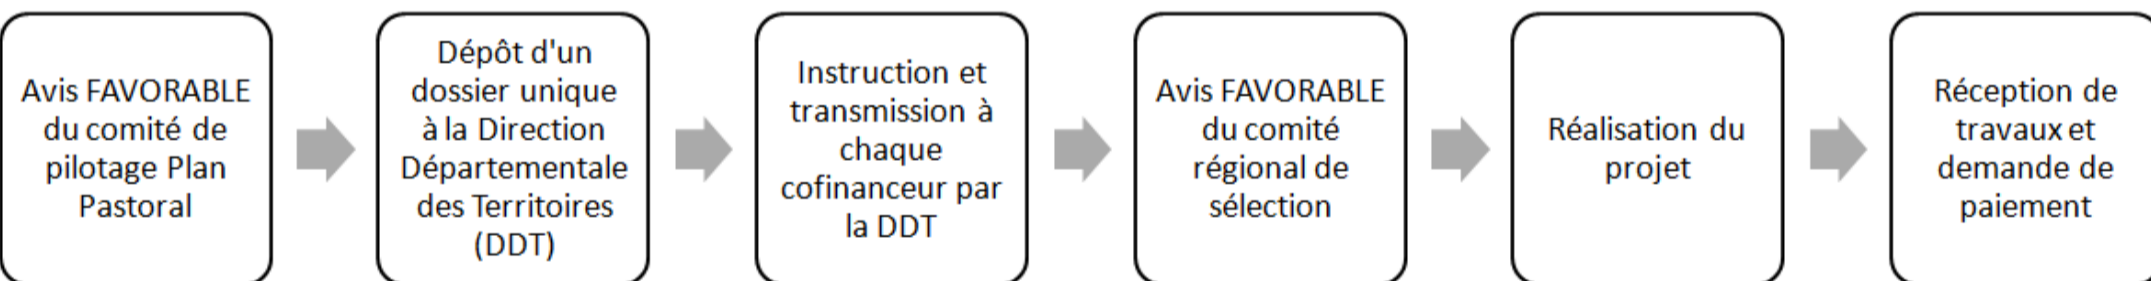 Avis FAVORABLE
du comité de
pilotage Plan
Pastoral
Dépôt d'un
dossier unique
à la Direction
Départementale
des Territoires
(DDT)
Instruction et
transmission à
chaque
cofinanceur par
la DDT
Avis FAVORABLE
du comité
régional de
sélection
Réalisation du
projet
Réception de
travaux et
demande de
paiement